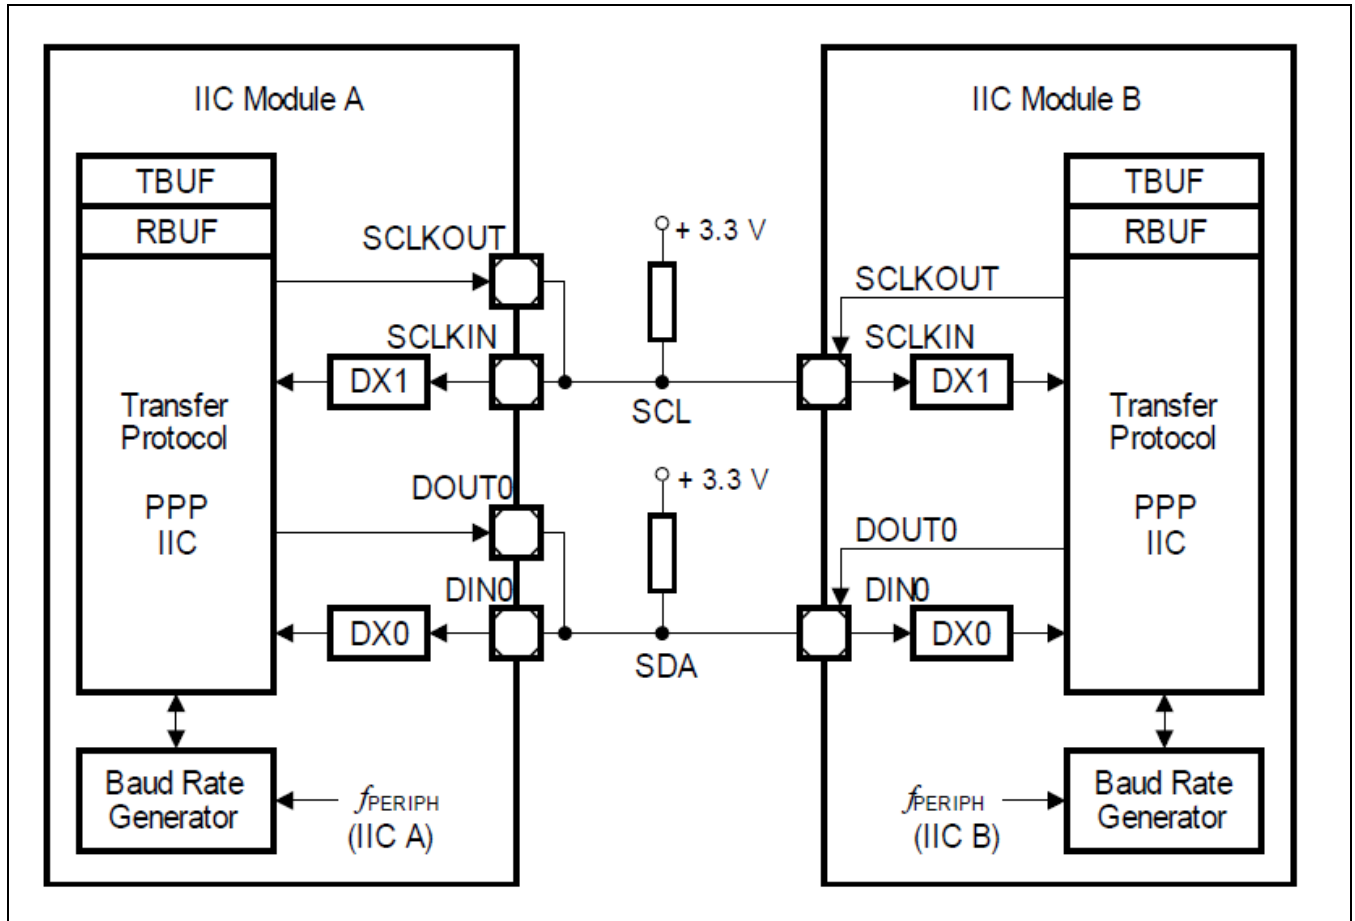 IIC Module A
TBUF
RBUF
SCLKOUT
SCLKIN
DX1
Transfer
Protocol
PPP
IIC
DOUT0
DIN0
DX0
Baud Rate
Generator
fPERIPH
(IIC A)
+ 3.3 V
SCL
+ 3.3 V
SDA
IIC Module B
TBUF
RBUF
SCLKOUT
SCLKIN
DX1
Transfer
Protocol
PPP
IIC
DOUT0
DIN0
DX0
fPERIPH
(IIC B)
Baud Rate
Generator